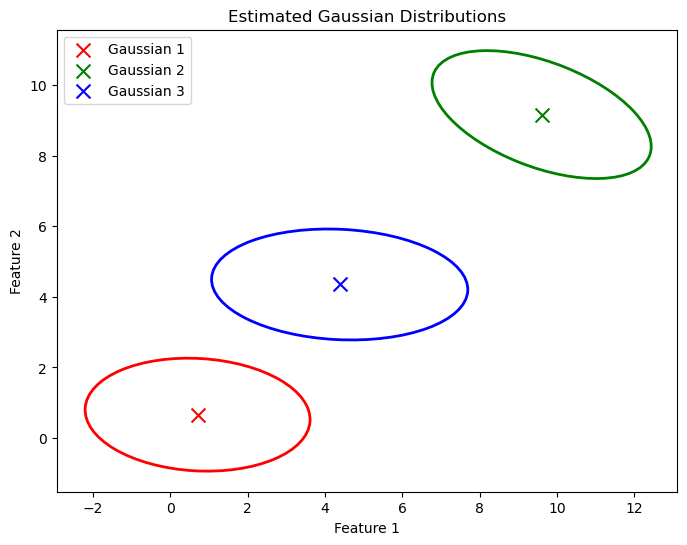 Estimated Gaussian Distributions
Gaussian 1
Gaussian 2
Gaussian 3
Feature 2
10
8
6
4
2
0
−2 0 2 4 6 8 10 12
Feature 1